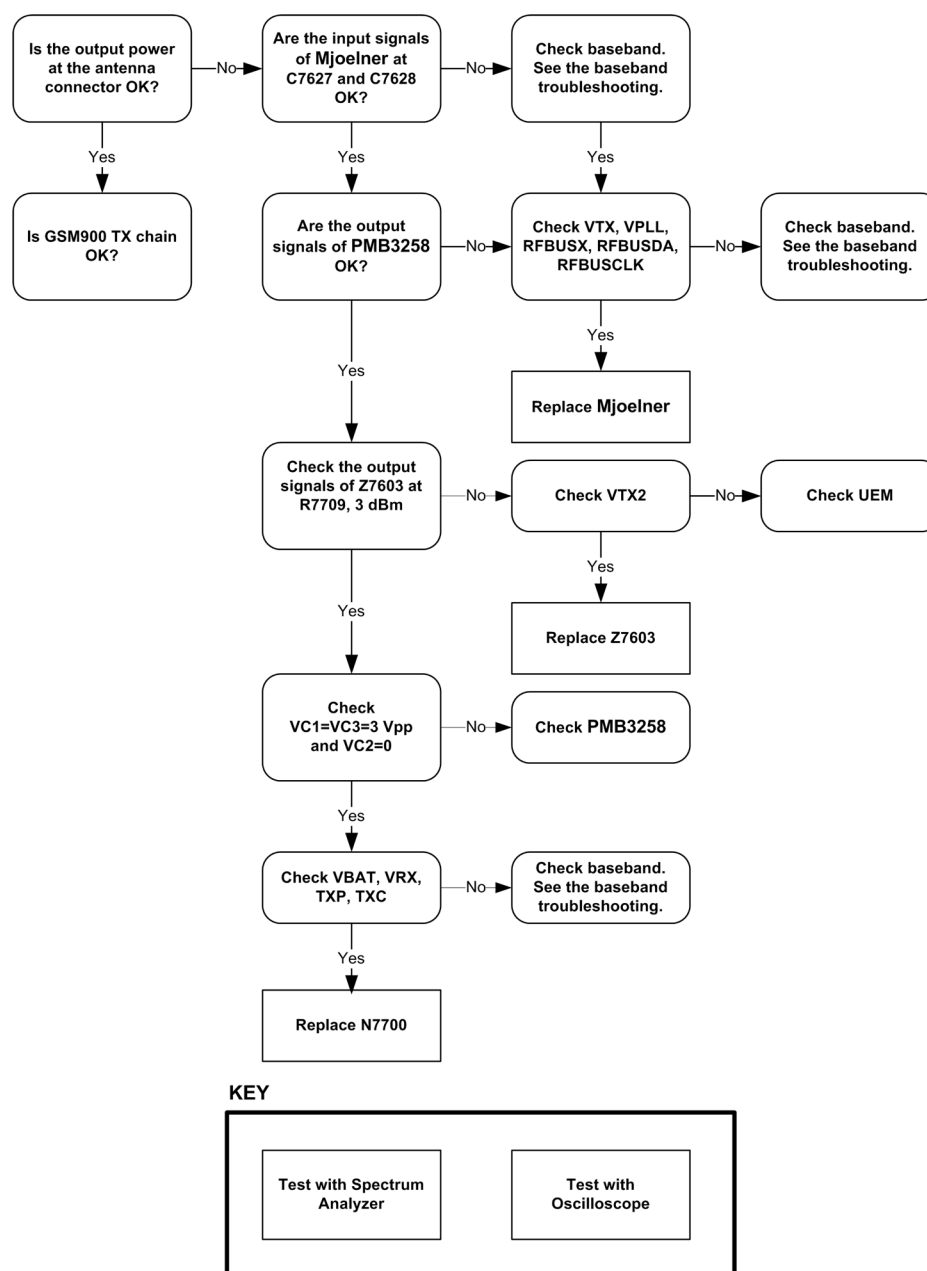 Is the output power
at the antenna
connector OK?
No
Are the input signals
of Mjoelner at
C7627 and C7628
OK?
No
Check baseband.
See the baseband
troubleshooting.
Yes
Yes
Yes
Is GSM900 TX chain
OK?
Are the output
signals of PMB3258
OK?
No
Check VTX, VPLL,
RFBUSX, RFBUSDA,
RFBUSCLK
No
Check baseband.
See the baseband
troubleshooting.
Yes
Yes
Replace Mjoelner
Check the output
signals of Z7603 at
R7709, 3 dBm
No
Check VTX2
No
Check UEM
Yes
Yes
Replace Z7603
Check
VC1=VC3=3 Vpp
and VC2=0
No
Check PMB3258
Yes
Check VBAT, VRX,
TXP, TXC
No
Check baseband.
See the baseband
troubleshooting.
Yes
Replace N7700
KEY
Test with Spectrum
Analyzer
Test with
Oscilloscope